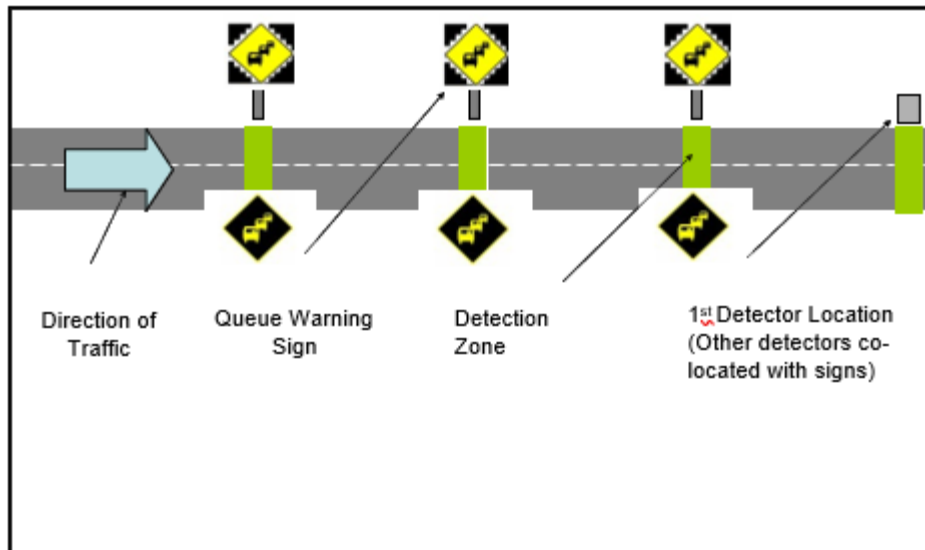 Direction of
Traffic
Queue Warning
Sign
Detection
Zone
1st Detector Location
(Other detectors co-
located with signs)